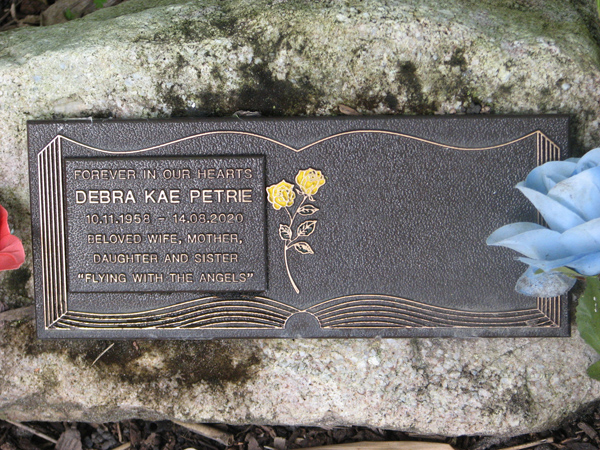 FOREVER IN OUR HEARTS
DEBRA KAE PETRIE
10.11.1958 - 14.08.2020
BELOVED WIFE, MOTHER,
DAUGHTER AND SISTER
"FLYING WITH THE ANGELS"